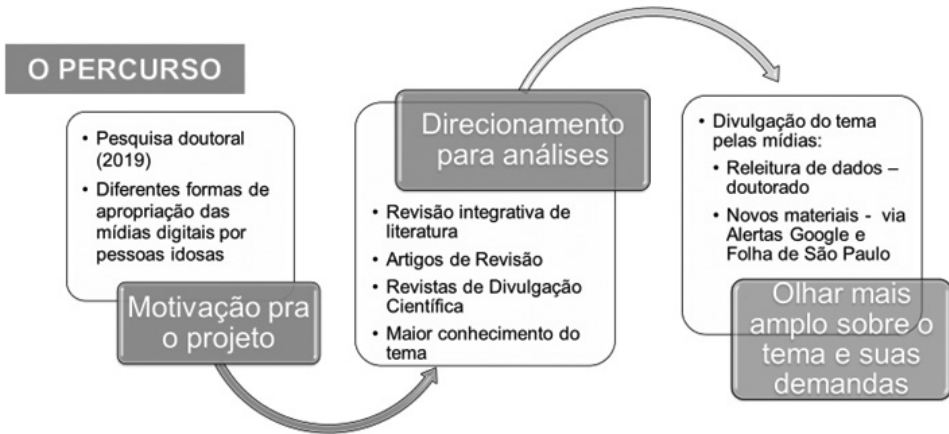 O PERCURSO
• Pesquisa doutoral
(2019)
• Diferentes formas de
apropriação das
mídias digitais por
pessoas idosas
Motivação pra
o projeto
Direcionamento
para análises
• Revisão integrativa de
literatura
• Artigos de Revisão
• Revistas de Divulgação
Científica
• Maior conhecimento do
tema
• Divulgação do tema
pelas mídias:
• Releitura de dados –
doutorado
• Novos materiais - via
Alertas Google e
Folha de São Paulo
Olhar mais
amplo sobre o
tema e suas
demandas